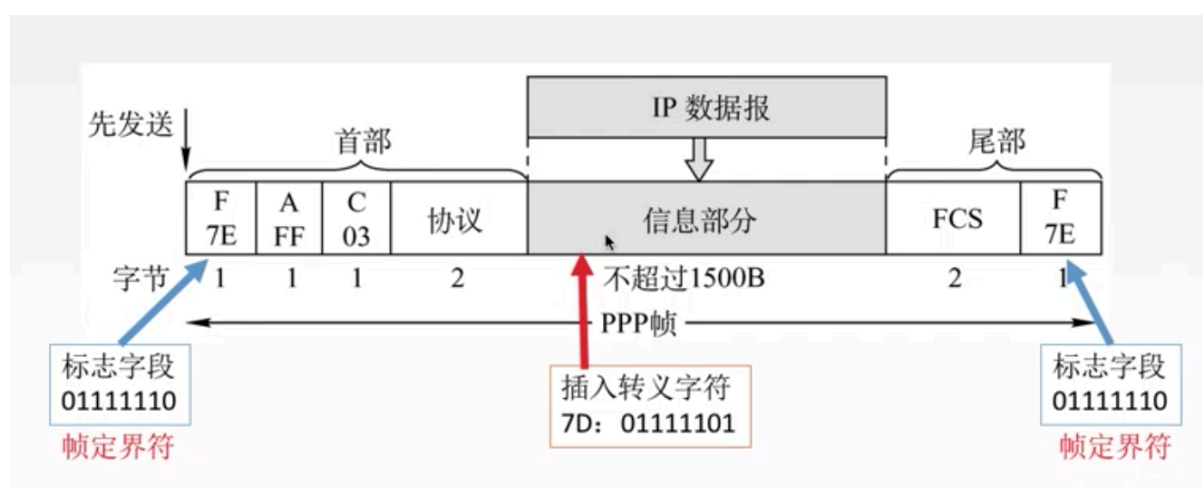 IP 数据报
先发送
首部
尾部
F
7E
A
FF
C
03
协议
信息部分
FCS
F
7E
字节
1
1
1
2
不超过1500B
2
1
PPP帧
标志字段
01111110
帧定界符
插入转义字符
7D：01111101
标志字段
01111110
帧定界符